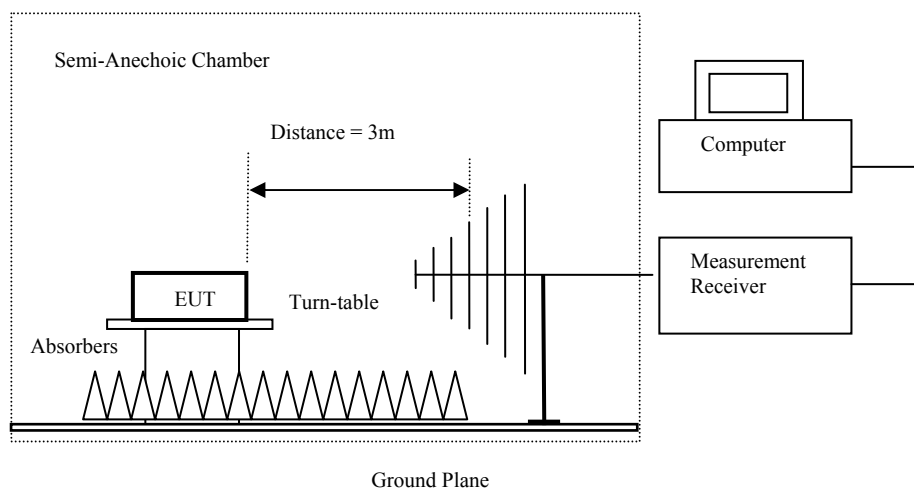 Semi-Anechoic Chamber
Distance = 3m
Computer
Measurement
Receiver
EUT
Turn-table
Absorbers
Ground Plane